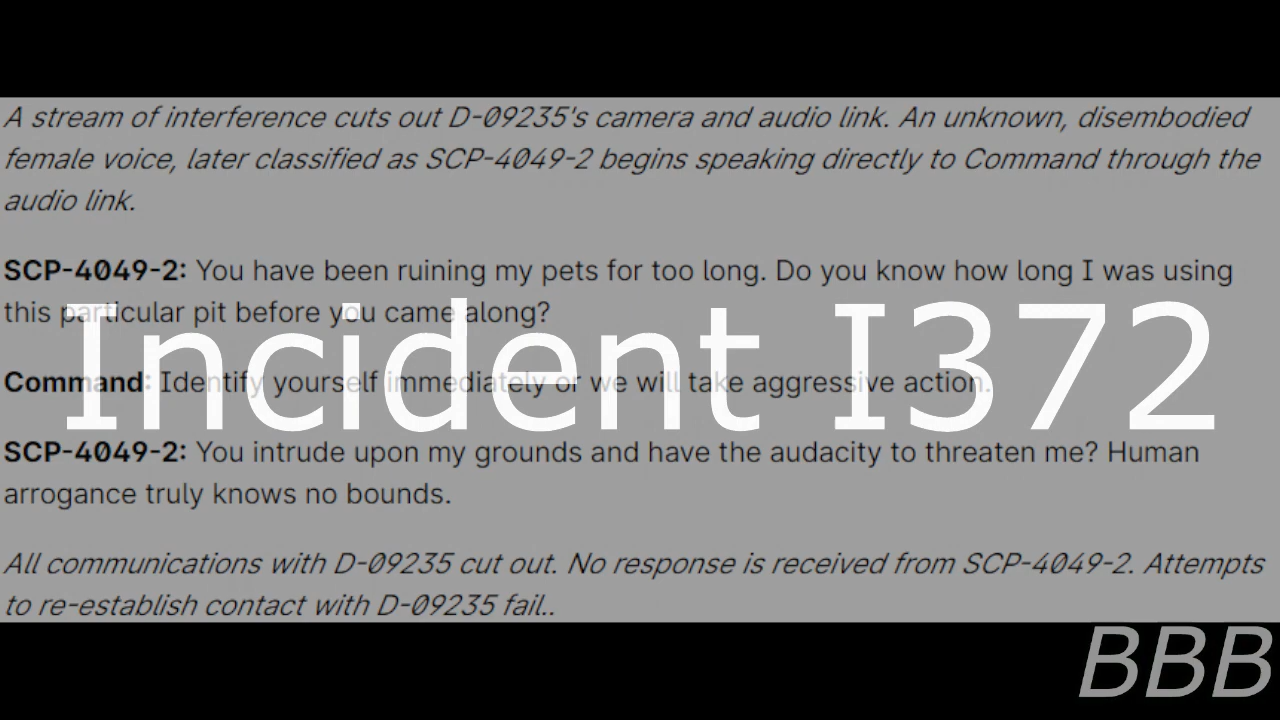 A stream of interference cuts out D-09235's camera and audio link. An unknown, disembodied
female voice, later classified as SCP-4049-2 begins speaking directly to Command through the
audio link.
SCP-4049-2: You have been ruining my pets for too long. Do you know how long I was using
this particular pit before you came along?
Incident I372
Command: Identify yourself immediately or we will take aggressive action.
SCP-4049-2: You intrude upon my grounds and have the audacity to threaten me? Human
arrogance truly knows no bounds.
All communications with D-09235 cut out. No response is received from SCP-4049-2. Attempts
to re-establish contact with D-09235 fail..
BBB